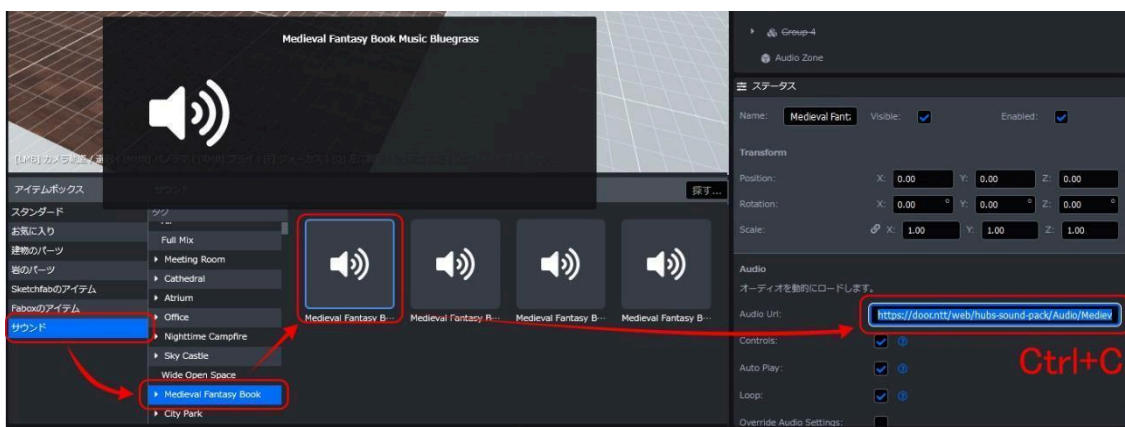 Medieval Fantasy Book Music Bluegrass
アイテムボックス
スタンダード
お気に入り
建物のパーツ
岩のパーツ
Sketchfabのアイテム
Faboxのアイテム
サウンド
サウンド
探す...
タグ
Full Mix
Meeting Room
Cathedral
Atrium
Office
Nighttime Campfire
Sky Castle
Wide Open Space
Medieval Fantasy Book
City Park
Medieval Fantasy B…
Medieval Fantasy B…
Medieval Fantasy B…
Medieval Fantasy B…
Group 4
Audio Zone
ステータス
Name: Medieval Fanta Visible: Enabled:
Transform
Position: X: 0.00 Y: 0.00 Z: 0.00
Rotation: X: 0.00 ° Y: 0.00 ° Z: 0.00 °
Scale: X: 1.00 Y: 1.00 Z: 1.00
Audio
オーディオを動的にロードします。
Audio Url: https://door.ntt/web/hubs-sound-pack/Audio/Mediev
Ctrl+C
Controls:
Auto Play:
Loop:
Override Audio Settings: